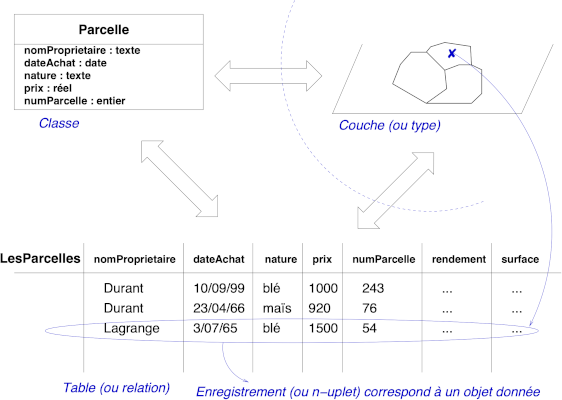 Parcelle
nomProprietaire : texte
dateAchat : date
nature : texte
prix : réel
numParcelle : entier
Classe
Couche (ou type)
LesParcelles nomProprietaire dateAchat nature prix numParcelle rendement surface
Durant 10/09/99 blé 1000 243 ... ...
Durant 23/04/66 maïs 920 76 ... ...
Lagrange 3/07/65 blé 1500 54 ... ...
Table (ou relation)
Enregistrement (ou n−uplet) correspond à un objet donnée